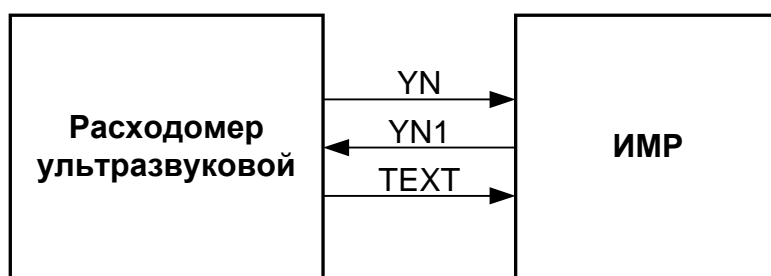 Расходомер
ультразвуковой
YN
YN1
TEXT
ИМР